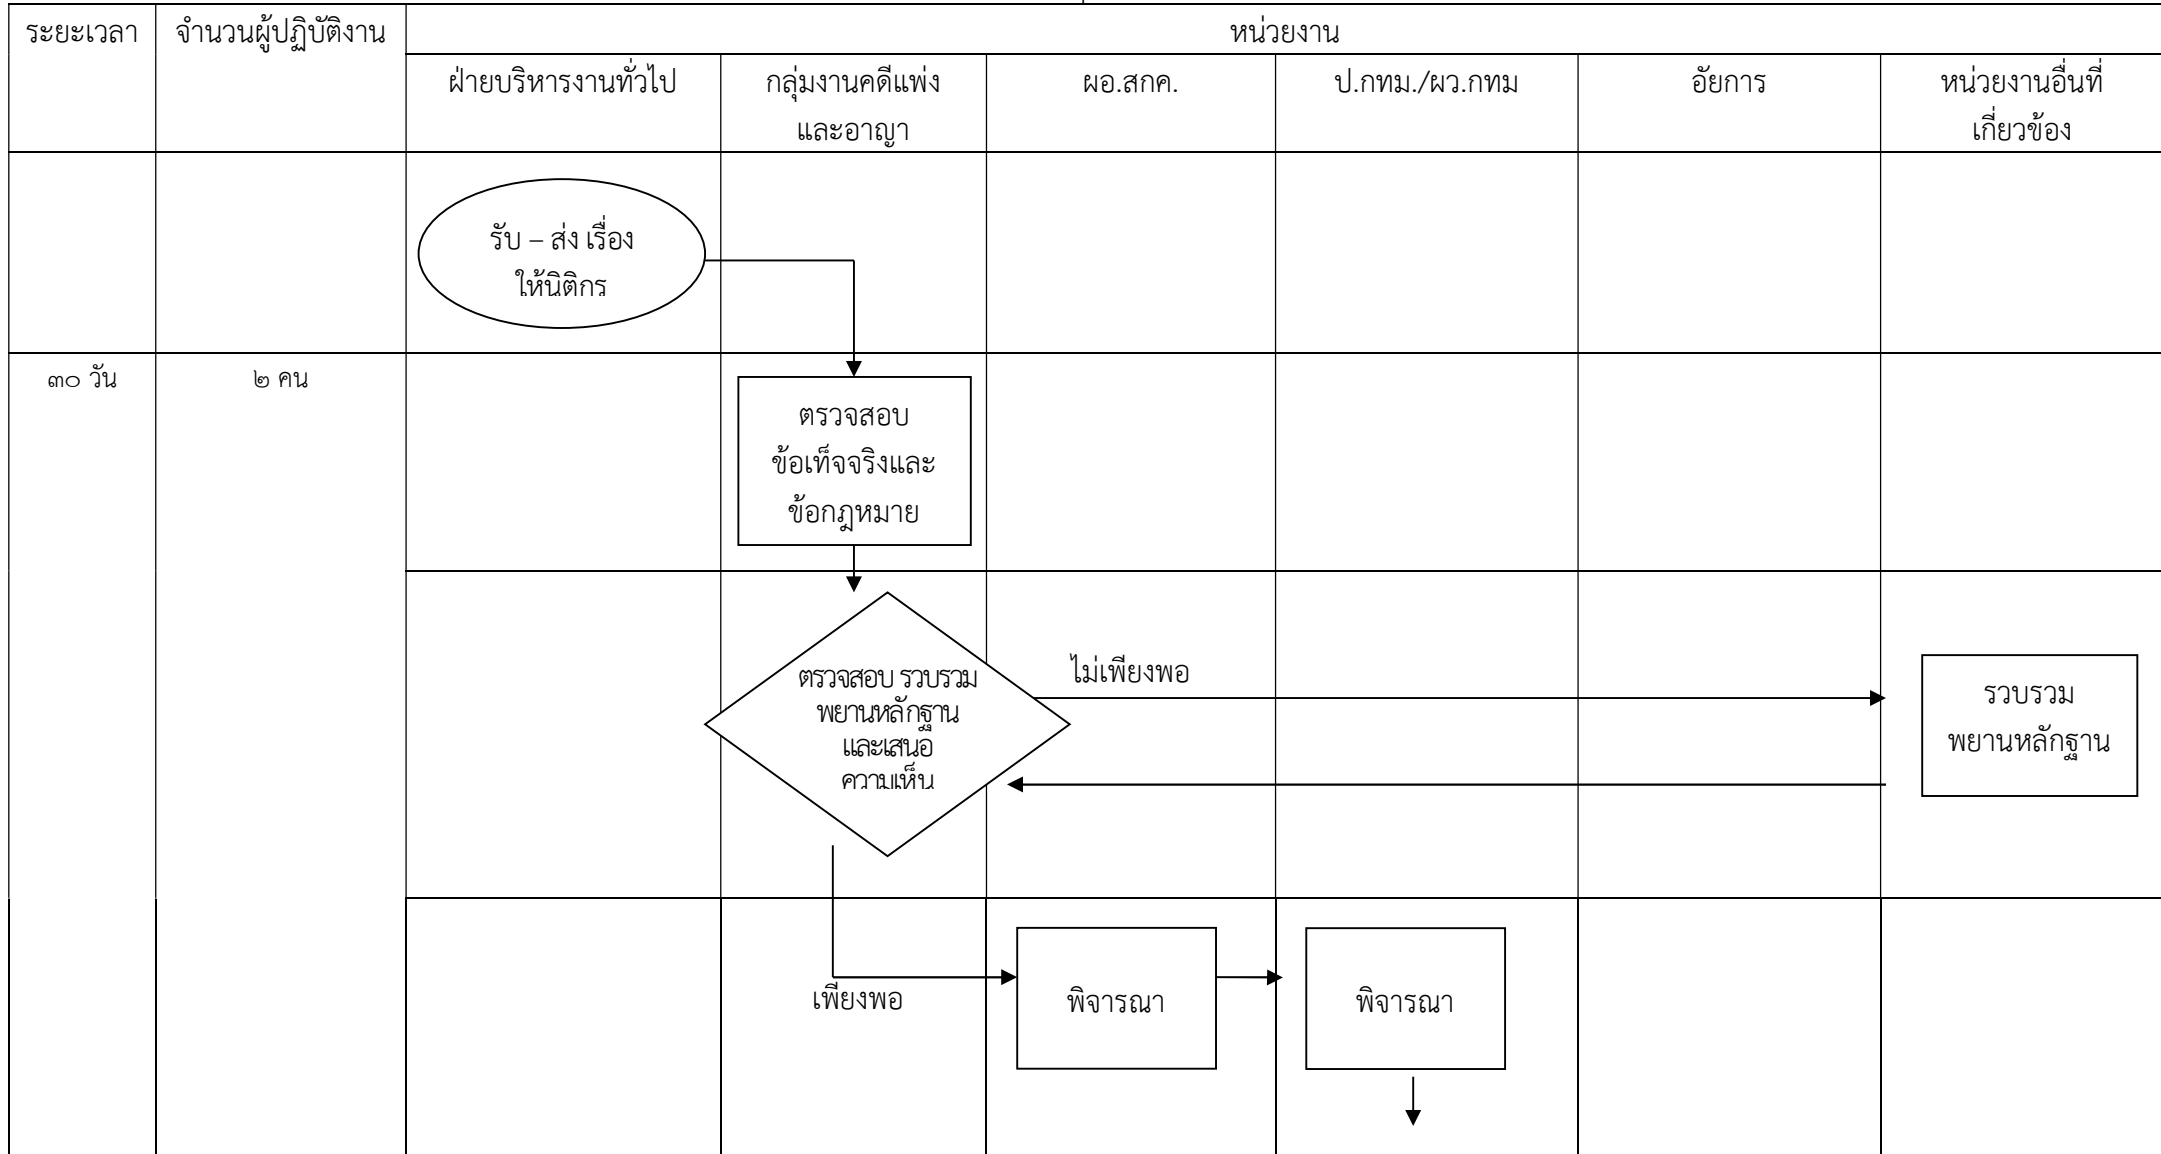 ระยะเวลา
จำนวนผู้ปฏิบัติงาน
หน่วยงาน
ฝ่ายบริหารงานทั่วไป
กลุ่มงานคดีแพ่ง
และอาญา
ผอ.สกค.
ป.กทม./ผว.กทม
อัยการ
หน่วยงานอื่นที่
เกี่ยวข้อง
รับ – ส่ง เรื่อง
ให้นิติกร
๓๐ วัน
๒ คน
ตรวจสอบ
ข้อเท็จจริงและ
ข้อกฎหมาย
ตรวจสอบ รวบรวม
พยานหลักฐาน
และเสนอ
ความเห็น
ไม่เพียงพอ
รวบรวม
พยานหลักฐาน
เพียงพอ
พิจารณา
พิจารณา